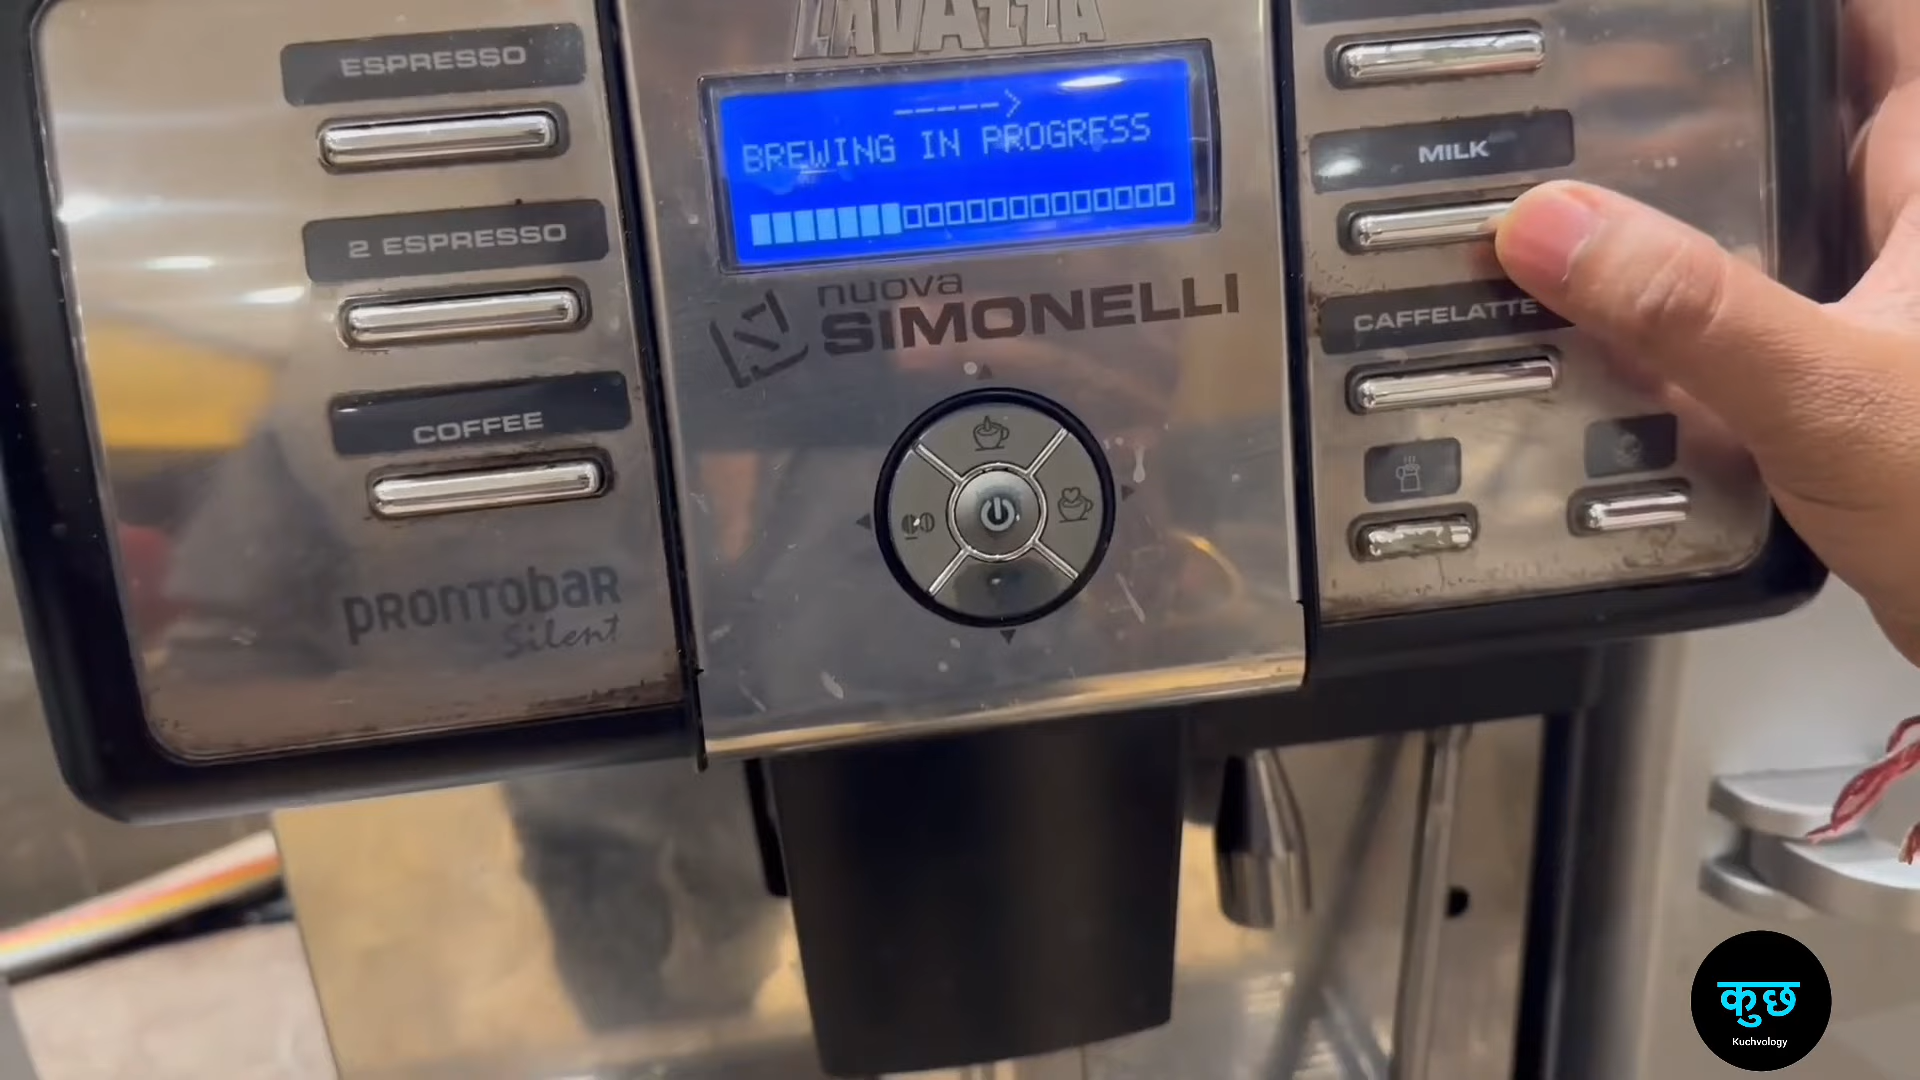 LAVAZZA
ESPRESSO
2 ESPRESSO
COFFEE
----->
BREWING IN PROGRESS
nuova
SIMONELLI
MILK
CAFFELATTE
PRONTOBAR
Silent
कुछ
Kuchvology